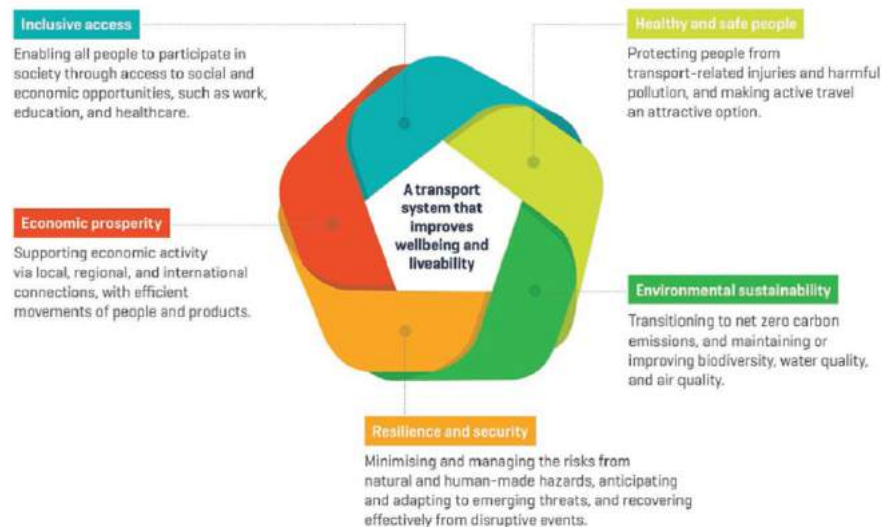 Inclusive access
Enabling all people to participate in
society through access to social and
economic opportunities, such as work,
education, and healthcare.
Healthy and safe people
Protecting people from
transport-related injuries and harmful
pollution, and making active travel
an attractive option.
A transport
system that
improves
wellbeing and
liveability
Economic prosperity
Supporting economic activity
via local, regional, and international
connections, with efficient
movements of people and products.
Environmental sustainability
Transitioning to net zero carbon
emissions, and maintaining or
improving biodiversity, water quality,
and air quality.
Resilience and security
Minimising and managing the risks from
natural and human-made hazards, anticipating
and adapting to emerging threats, and recovering
effectively from disruptive events.